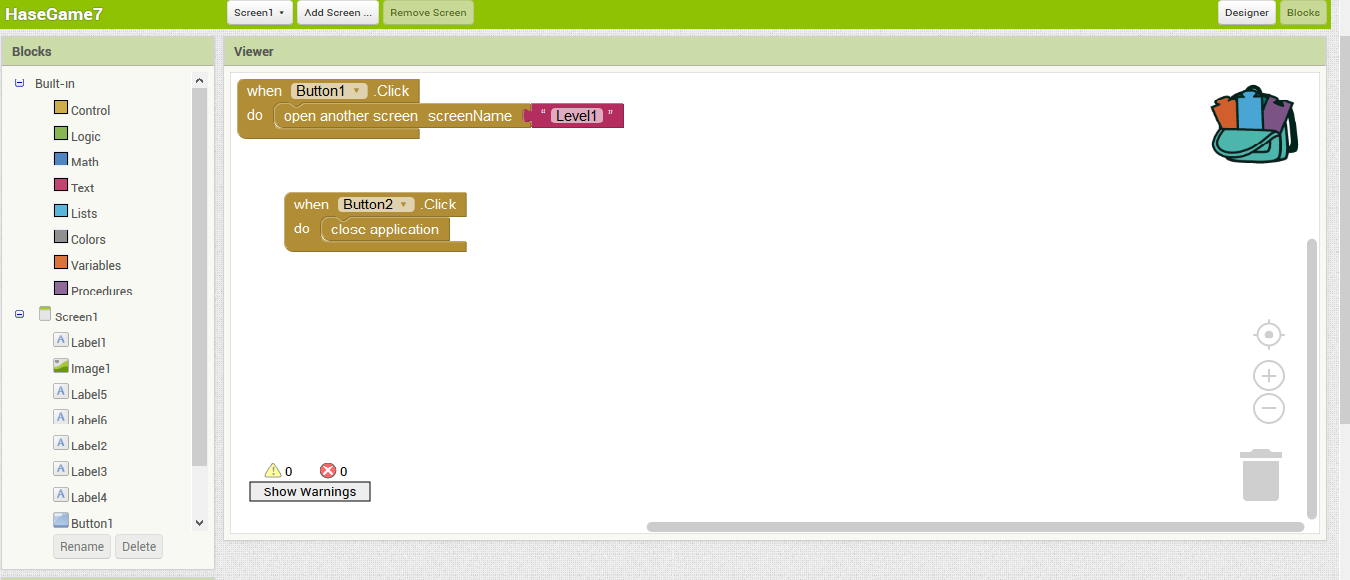 HaseGame7
Screen1
Add Screen ...
Remove Screen
Designer
Blocks
Blocks
Viewer
Built-in
Control
Logic
Math
Text
Lists
Colors
Variables
Procedures
Screen1
Label1
Image1
Label5
Label6
Label2
Label3
Label4
Button1
Rename
Delete
when Button1 .Click
do open another screen screenName “ Level1 ”
when Button2 .Click
do close application
0 0
Show Warnings